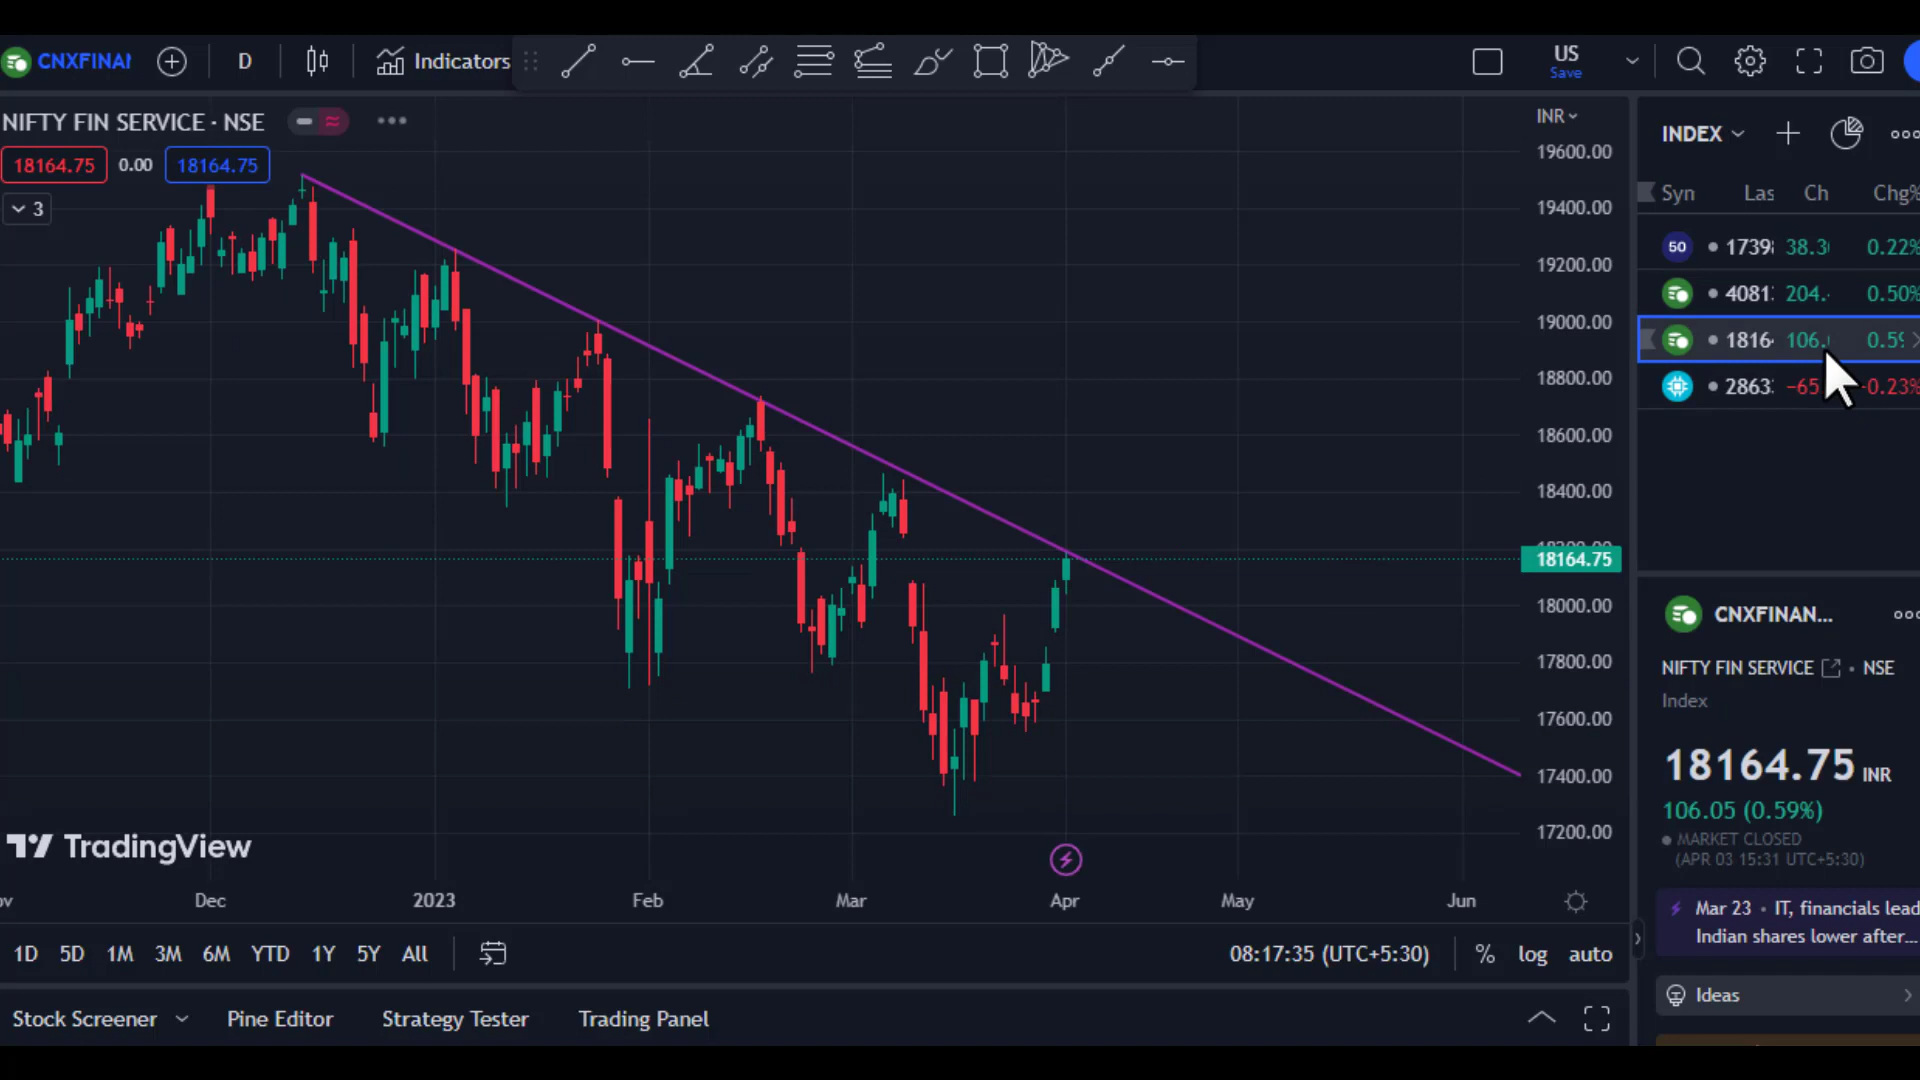 CNXFINAN
D
Indicators
US
Save
NIFTY FIN SERVICE · NSE
INR
18164.75 0.00 18164.75
3
19600.00
19400.00
19200.00
19000.00
18800.00
18600.00
18400.00
18164.75
18000.00
17800.00
17600.00
17400.00
17200.00
TradingView
Dec 2023 Feb Mar Apr May Jun
1D 5D 1M 3M 6M YTD 1Y 5Y All
08:17:35 (UTC+5:30) % log auto
Stock Screener Pine Editor Strategy Tester Trading Panel
INDEX
Syn Las Ch Chg%
50 1739 38.3 0.22%
4081 204. 0.50%
1816 106. 0.59
2863 −65 -0.23%
CNXFINAN...
NIFTY FIN SERVICE · NSE
Index
18164.75 INR
106.05 (0.59%)
MARKET CLOSED
(APR 03 15:31 UTC+5:30)
Mar 23 · IT, financials lead
Indian shares lower after...
Ideas